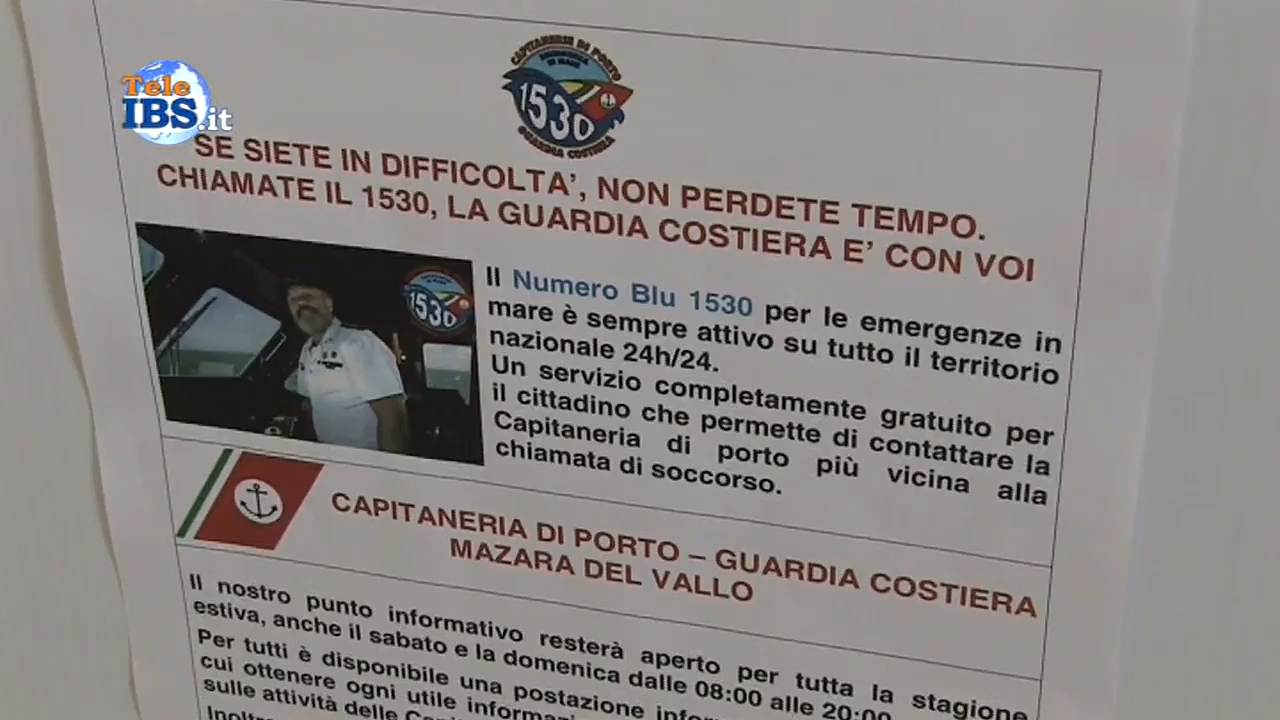 CAPITANERIE DI PORTO
1530
GUARDIA COSTIERA
Tele
IBS.it
SE SIETE IN DIFFICOLTA', NON PERDETE TEMPO.
CHIAMATE IL 1530, LA GUARDIA COSTIERA E' CON VOI
1530
Il Numero Blu 1530 per le emergenze in
mare è sempre attivo su tutto il territorio
nazionale 24h/24.
Un servizio completamente gratuito per
il cittadino che permette di contattare la
Capitaneria di porto più vicina alla
chiamata di soccorso.
CAPITANERIA DI PORTO – GUARDIA COSTIERA
MAZARA DEL VALLO
Il nostro punto informativo resterà aperto per tutta la stagione
estiva, anche il sabato e la domenica dalle 08:00 alle 20:00
Per tutti è disponibile una postazione
cui ottenere ogni utile
sulle attività delle